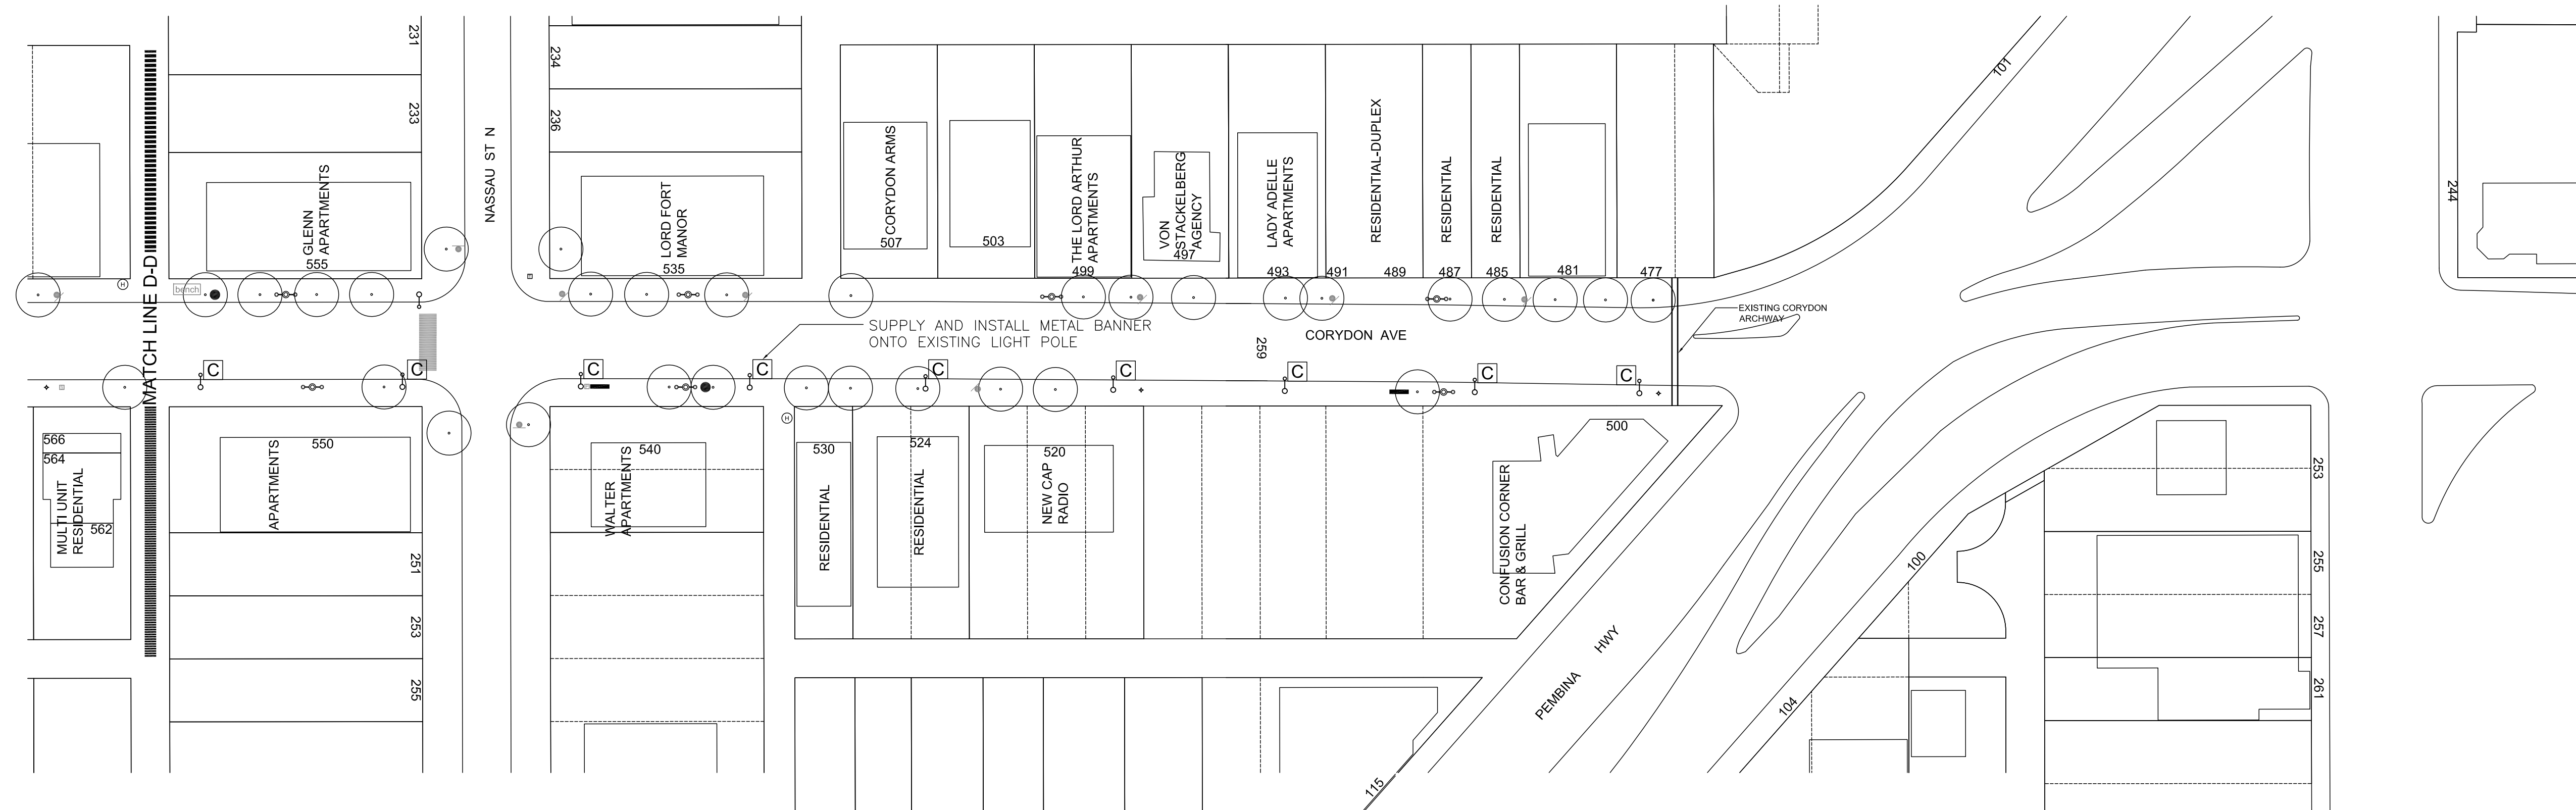 231
233
NASSAU ST N
234
236
GLENN
APARTMENTS
555
LORD FORT
MANOR
535
CORYDON ARMS
507
503
THE LORD ARTHUR
APARTMENTS
499
VON
STACKELBERG
AGENCY
497
LADY ADELLE
APARTMENTS
493
491
RESIDENTIAL-DUPLEX
489
RESIDENTIAL
487
RESIDENTIAL
485
481
477
101
244
MATCH LINE D-D
H
bench
SUPPLY AND INSTALL METAL BANNER
ONTO EXISTING LIGHT POLE
259
CORYDON AVE
EXISTING CORYDON
ARCHWAY
C
C
C
C
C
C
C
C
C
H
566
564
MULTI UNIT
RESIDENTIAL
562
APARTMENTS
550
WALTER
APARTMENTS
540
530
RESIDENTIAL
524
RESIDENTIAL
520
NEW CAP
RADIO
500
CONFUSION CORNER
BAR & GRILL
251
253
255
PEMBINA HWY
100
104
115
253
255
257
261